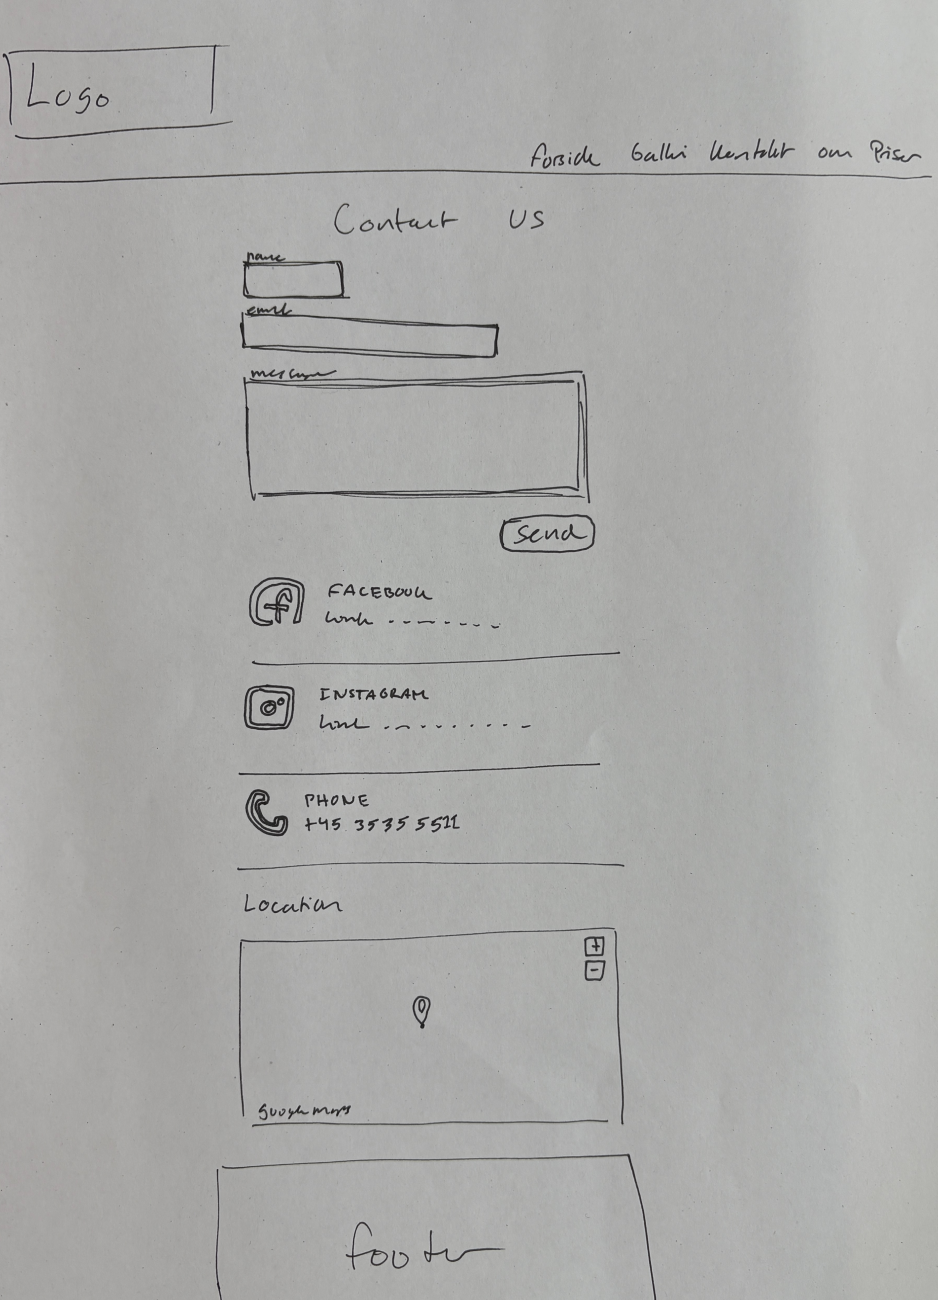 Logo
Forside Galleri Kontakt om Priser
Contact US
name
email
message
Send
f
FACEBOOK
link
INSTAGRAM
link
PHONE
+45 3535 5511
Location
+
-
Google maps
footer